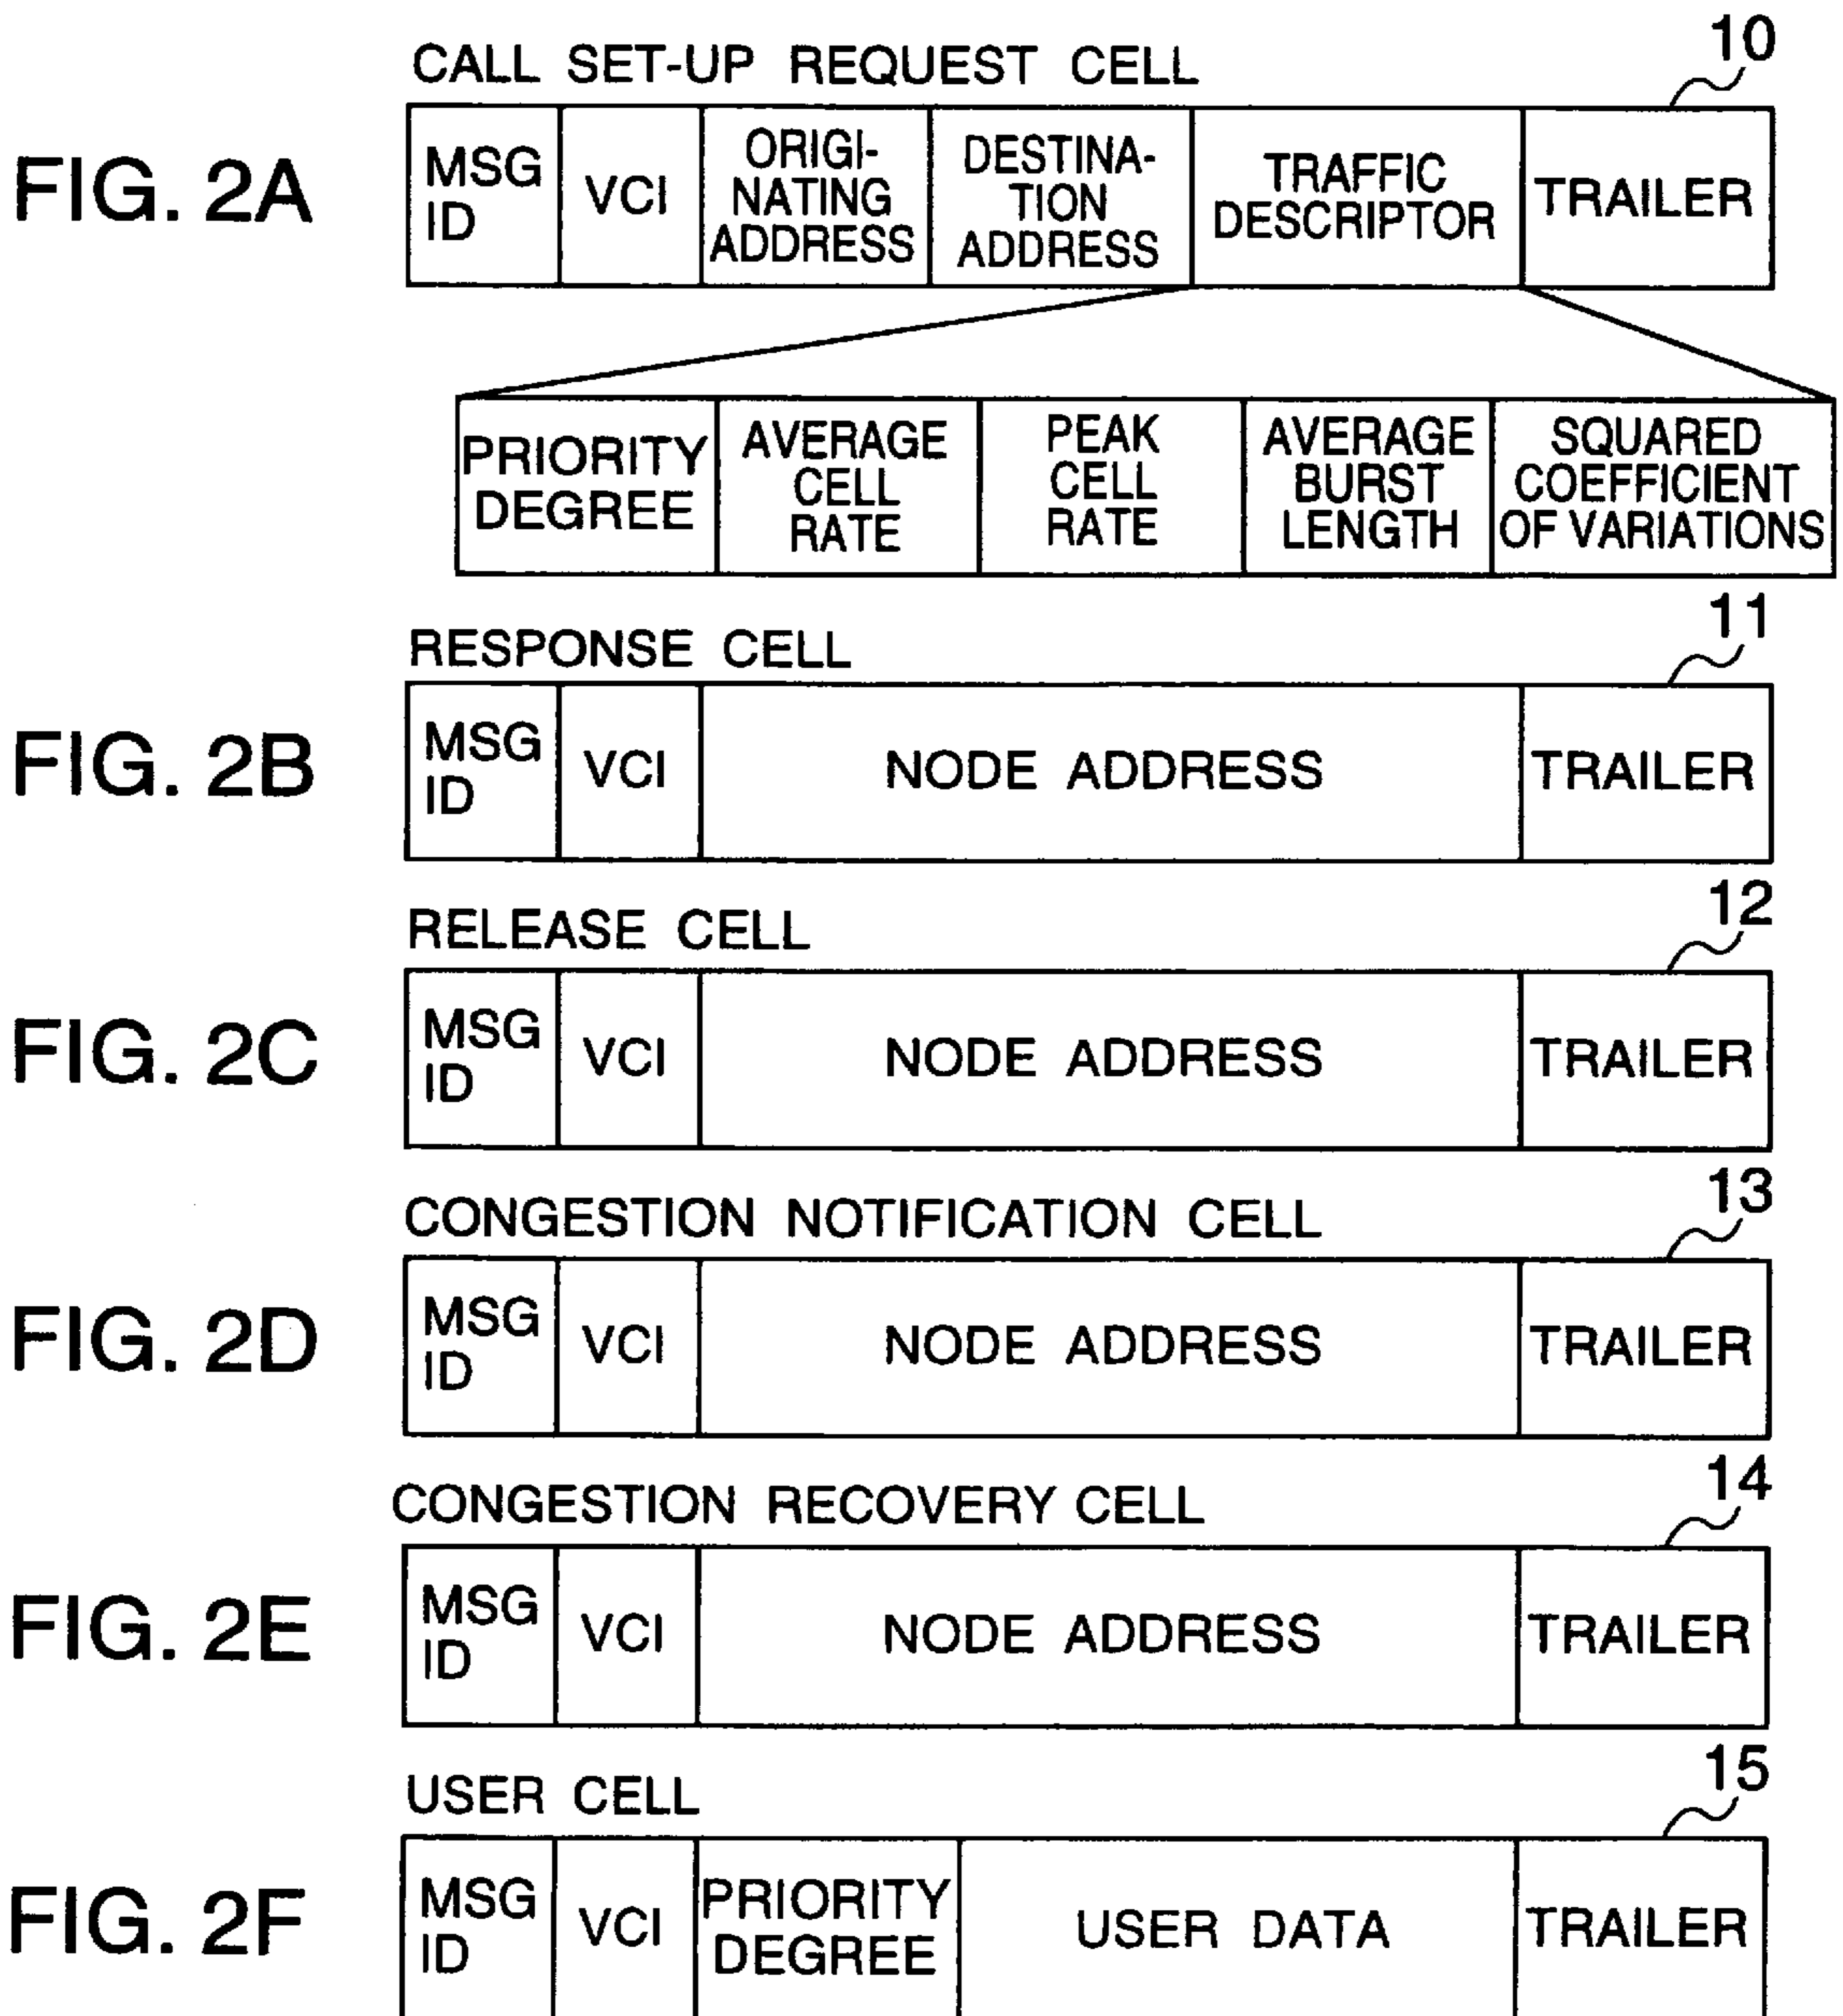 10
CALL SET-UP REQUEST CELL
FIG. 2A
MSG
ID
VCI
ORIGI-
NATING
ADDRESS
DESTINA-
TION
ADDRESS
TRAFFIC
DESCRIPTOR
TRAILER
PRIORITY
DEGREE
AVERAGE
CELL
RATE
PEAK
CELL
RATE
AVERAGE
BURST
LENGTH
SQUARED
COEFFICIENT
OF VARIATIONS
11
RESPONSE CELL
FIG. 2B
MSG
ID
VCI
NODE ADDRESS
TRAILER
12
RELEASE CELL
FIG. 2C
MSG
ID
VCI
NODE ADDRESS
TRAILER
13
CONGESTION NOTIFICATION CELL
FIG. 2D
MSG
ID
VCI
NODE ADDRESS
TRAILER
14
CONGESTION RECOVERY CELL
FIG. 2E
MSG
ID
VCI
NODE ADDRESS
TRAILER
15
USER CELL
FIG. 2F
MSG
ID
VCI
PRIORITY
DEGREE
USER DATA
TRAILER